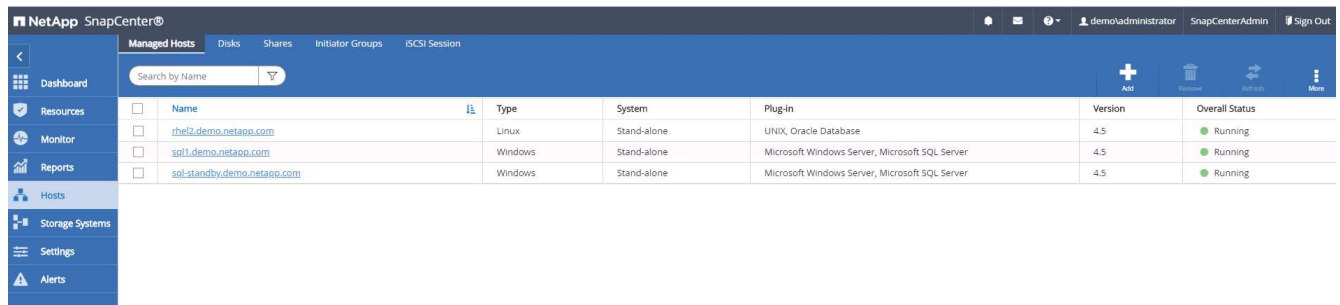 NetApp SnapCenter®
demo\administrator SnapCenterAdmin Sign Out
Managed Hosts Disks Shares Initiator Groups iSCSI Session
Search by Name
Add Remove Refresh More
Dashboard
Resources
Monitor
Reports
Hosts
Storage Systems
Settings
Alerts
Name Type System Plug-in Version Overall Status
rhel2.demo.netapp.com Linux Stand-alone UNIX, Oracle Database 4.5 Running
sql1.demo.netapp.com Windows Stand-alone Microsoft Windows Server, Microsoft SQL Server 4.5 Running
sql-standby.demo.netapp.com Windows Stand-alone Microsoft Windows Server, Microsoft SQL Server 4.5 Running